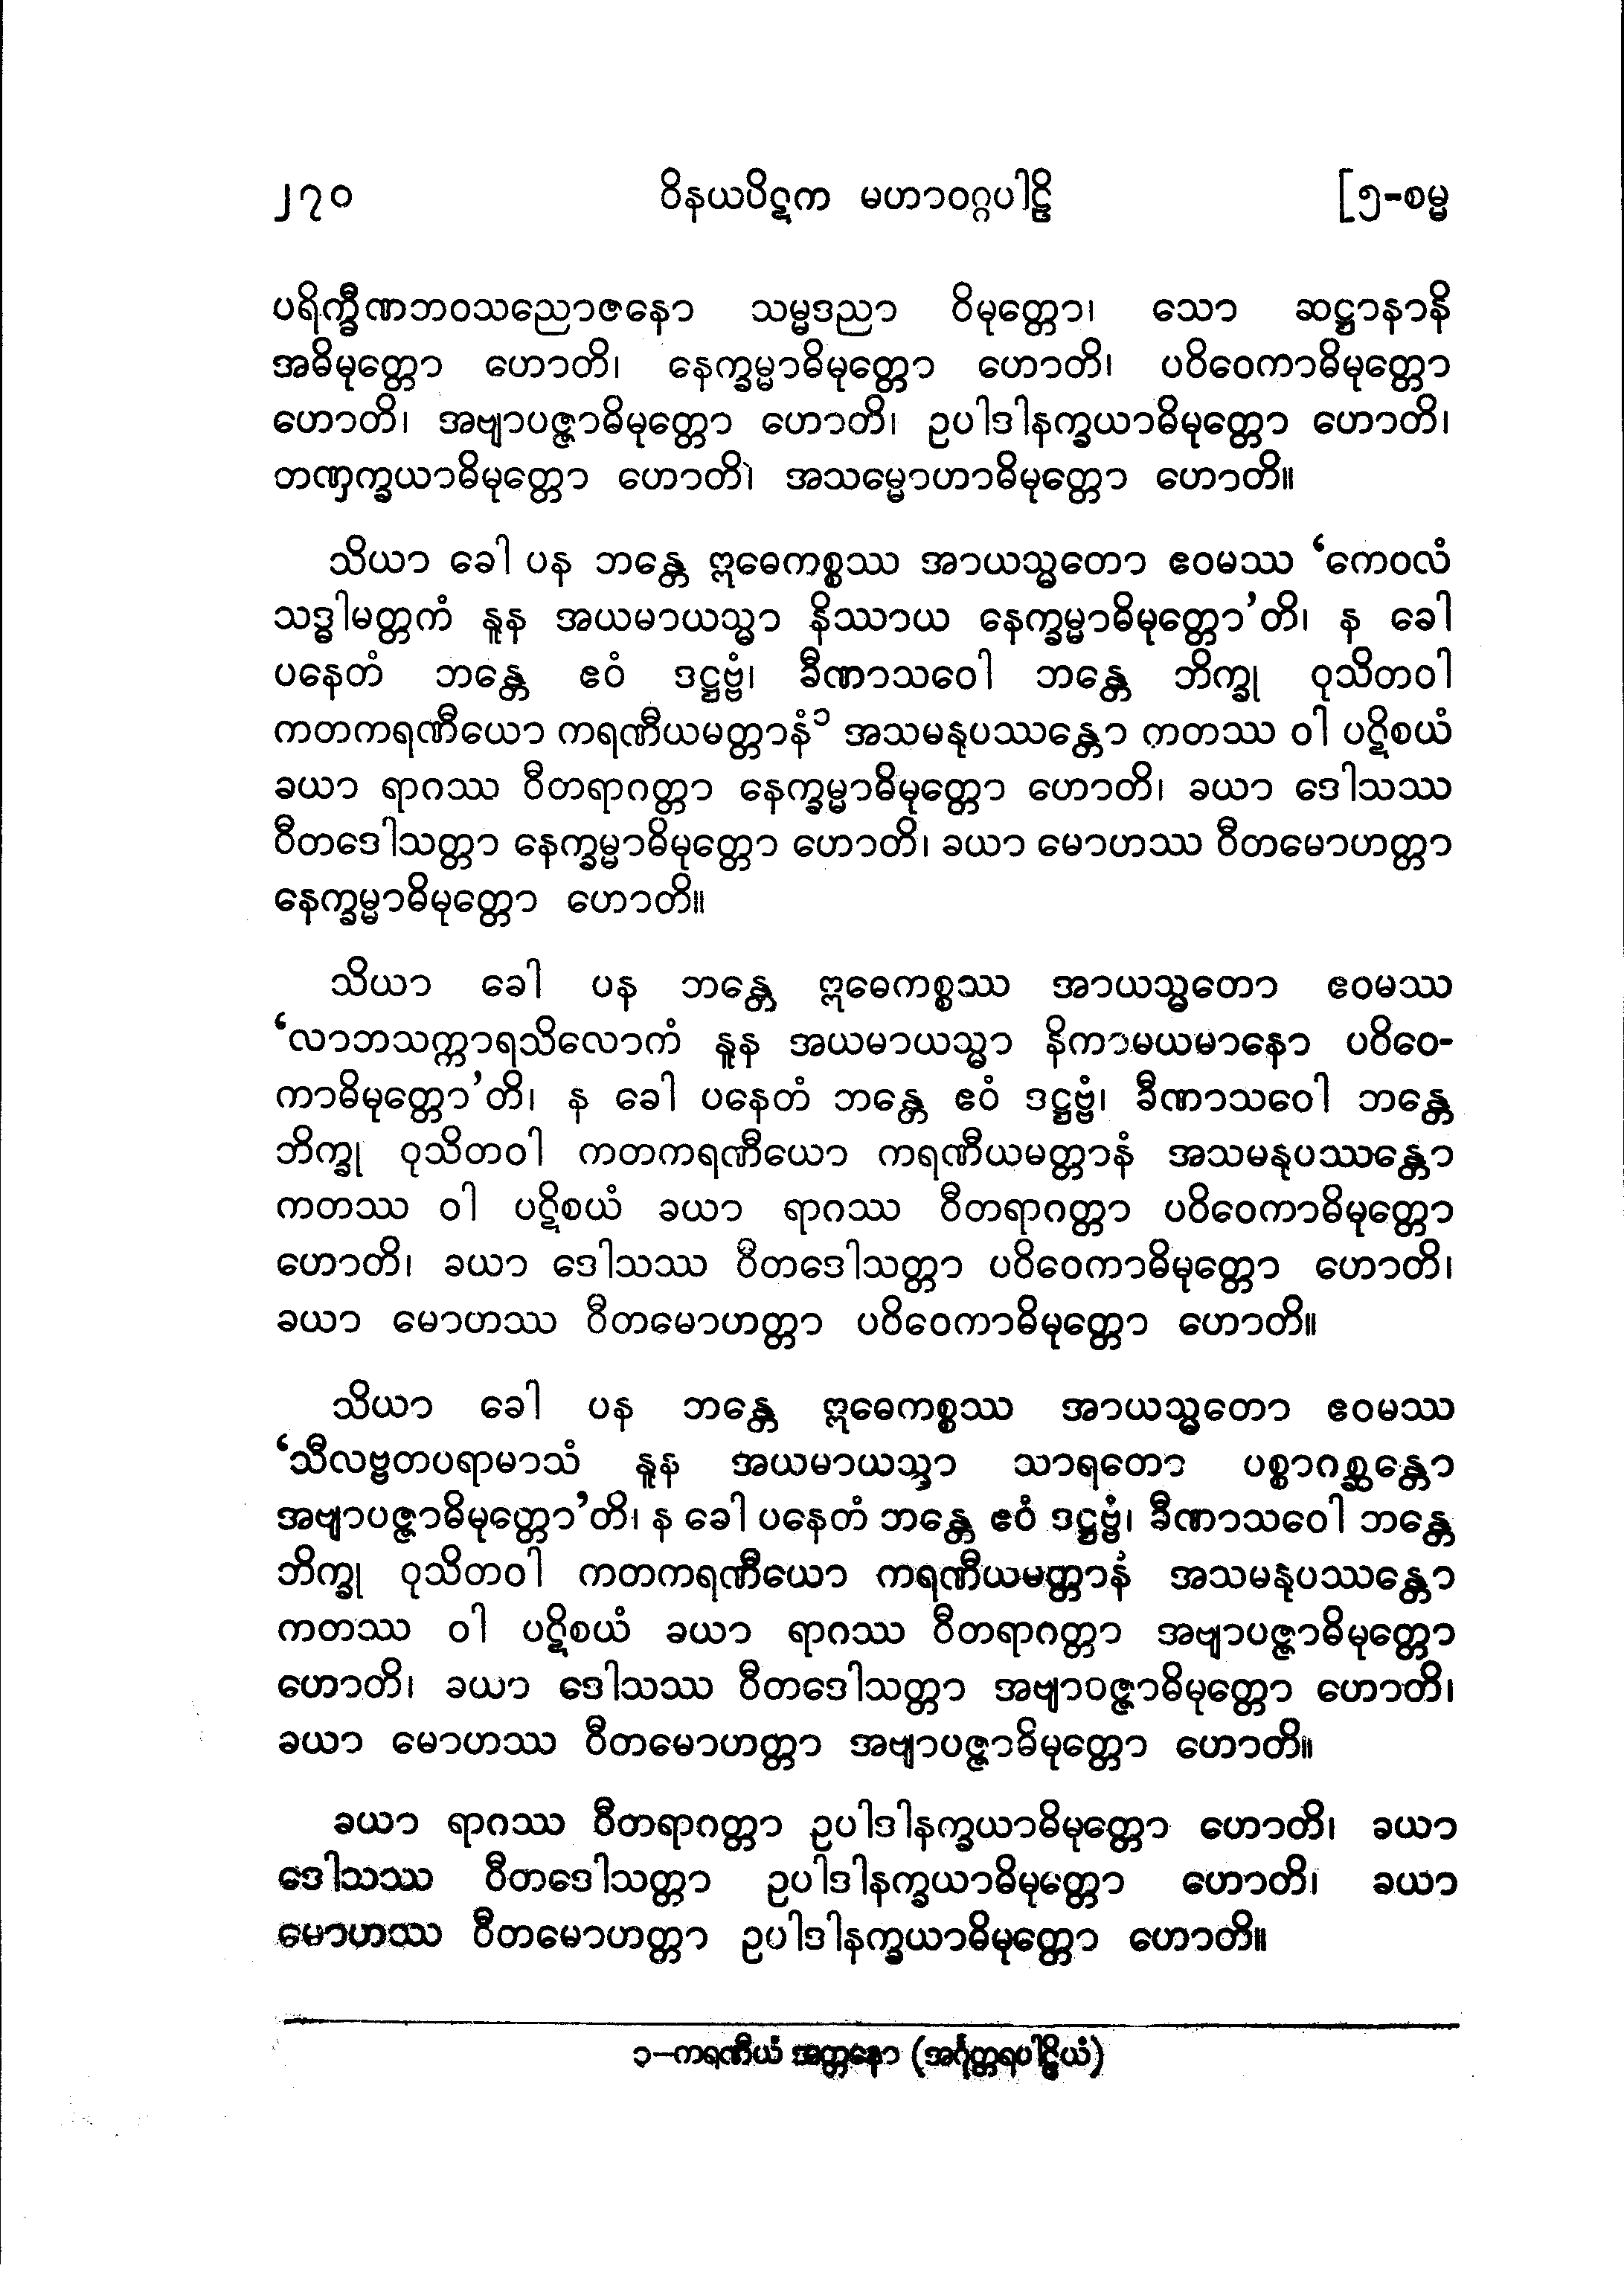 ၂၇၀ ဝိနယပိဋက မဟာဝဂ္ဂပါဠိ [၅-စမ္မ
ပရိက္ခီဏဘဝသညောဇနော သမ္မဒညာ ဝိမုတ္တော၊ သော ဆဋ္ဌာနာနိ
အဓိမုတ္တော ဟောတိ၊ နေက္ခမ္မာဓိမုတ္တော ဟောတိ၊ ပဝိဝေကာဓိမုတ္တော
ဟောတိ၊ အဗျာပဇ္ဇာဓိမုတ္တော ဟောတိ၊ ဥပါဒါနက္ခယာဓိမုတ္တော ဟောတိ၊
တဏှက္ခယာဓိမုတ္တော ဟောတိ၊ အသမ္မောဟာဓိမုတ္တော ဟောတိ။
သိယာ ခေါ ပန ဘန္တေ ဣဓေကစ္စဿ အာယသ္မတော ဧဝမဿ ‘ကေဝလံ
သဒ္ဓါမတ္တကံ နူန အယမာယသ္မာ နိဿာယ နေက္ခမ္မာဓိမုတ္တော’တိ၊ န ခေါ
ပနေတံ ဘန္တေ ဧဝံ ဒဋ္ဌဗ္ဗံ၊ ခီဏာသဝေါ ဘန္တေ ဘိက္ခု ဝုသိတဝါ
ကတကရဏီယော ကရဏီယမတ္တာနံ၁ အသမနုပဿန္တော ကတဿ ဝါ ပဋိစယံ
ခယာ ရာဂဿ ဝီတရာဂတ္တာ နေက္ခမ္မာဓိမုတ္တော ဟောတိ၊ ခယာ ဒေါသဿ
ဝီတဒေါသတ္တာ နေက္ခမ္မာဓိမုတ္တော ဟောတိ၊ ခယာ မောဟဿ ဝီတမောဟတ္တာ
နေက္ခမ္မာဓိမုတ္တော ဟောတိ။
သိယာ ခေါ ပန ဘန္တေ ဣဓေကစ္စဿ အာယသ္မတော ဧဝမဿ
‘လာဘသက္ကာရသိလောကံ နူန အယမာယသ္မာ နိကာမယမာနော ပဝိဝေ-
ကာဓိမုတ္တော’တိ၊ န ခေါ ပနေတံ ဘန္တေ ဧဝံ ဒဋ္ဌဗ္ဗံ၊ ခီဏာသဝေါ ဘန္တေ
ဘိက္ခု ဝုသိတဝါ ကတကရဏီယော ကရဏီယမတ္တာနံ အသမနုပဿန္တော
ကတဿ ဝါ ပဋိစယံ ခယာ ရာဂဿ ဝီတရာဂတ္တာ ပဝိဝေကာဓိမုတ္တော
ဟောတိ၊ ခယာ ဒေါသဿ ဝီတဒေါသတ္တာ ပဝိဝေကာဓိမုတ္တော ဟောတိ၊
ခယာ မောဟဿ ဝီတမောဟတ္တာ ပဝိဝေကာဓိမုတ္တော ဟောတိ။
သိယာ ခေါ ပန ဘန္တေ ဣဓေကစ္စဿ အာယသ္မတော ဧဝမဿ
‘သီလဗ္ဗတပရာမာသံ နူန အယမာယသ္မာ သာရတော ပစ္စာဂစ္ဆန္တော
အဗျာပဇ္ဇာဓိမုတ္တော’တိ၊ န ခေါ ပနေတံ ဘန္တေ ဧဝံ ဒဋ္ဌဗ္ဗံ၊ ခီဏာသဝေါ ဘန္တေ
ဘိက္ခု ဝုသိတဝါ ကတကရဏီယော ကရဏီယမတ္တာနံ အသမနုပဿန္တော
ကတဿ ဝါ ပဋိစယံ ခယာ ရာဂဿ ဝီတရာဂတ္တာ အဗျာပဇ္ဇာဓိမုတ္တော
ဟောတိ၊ ခယာ ဒေါသဿ ဝီတဒေါသတ္တာ အဗျာပဇ္ဇာဓိမုတ္တော ဟောတိ၊
ခယာ မောဟဿ ဝီတမောဟတ္တာ အဗျာပဇ္ဇာဓိမုတ္တော ဟောတိ။
ခယာ ရာဂဿ ဝီတရာဂတ္တာ ဥပါဒါနက္ခယာဓိမုတ္တော ဟောတိ၊ ခယာ
ဒေါသဿ ဝီတဒေါသတ္တာ ဥပါဒါနက္ခယာဓိမုတ္တော ဟောတိ၊ ခယာ
မောဟဿ ဝီတမောဟတ္တာ ဥပါဒါနက္ခယာဓိမုတ္တော ဟောတိ။
၁-ကရဏီယံ အတ္တနော (အင်္ဂုတ္တရပါဠိယံ)